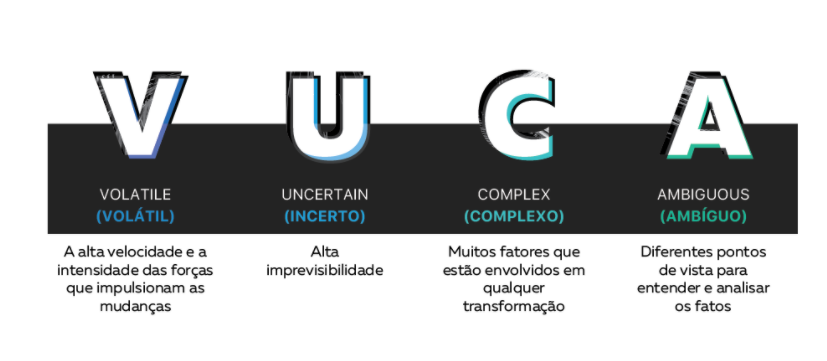 V U C A
VOLATILE
(VOLÁTIL)
A alta velocidade e a
intensidade das forças
que impulsionam as
mudanças
UNCERTAIN
(INCERTO)
Alta
imprevisibilidade
COMPLEX
(COMPLEXO)
Muitos fatores que
estão envolvidos em
qualquer
transformação
AMBIGUOUS
(AMBÍGUO)
Diferentes pontos
de vista para
entender e analisar
os fatos